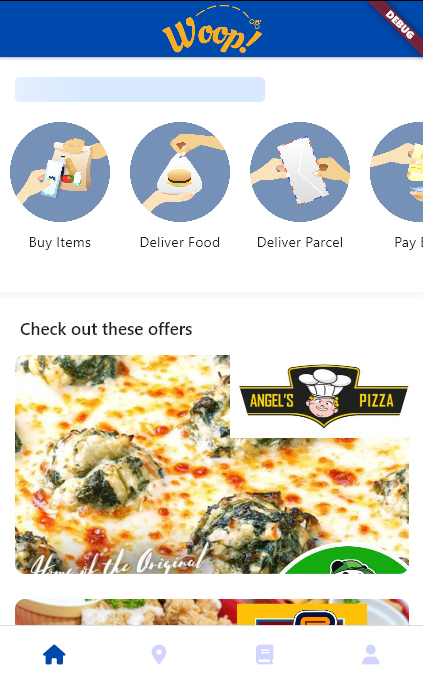 Woop!
DEBUG
Buy Items
Deliver Food
Deliver Parcel
Pay
Check out these offers
ANGEL'S PIZZA
Home of the Original